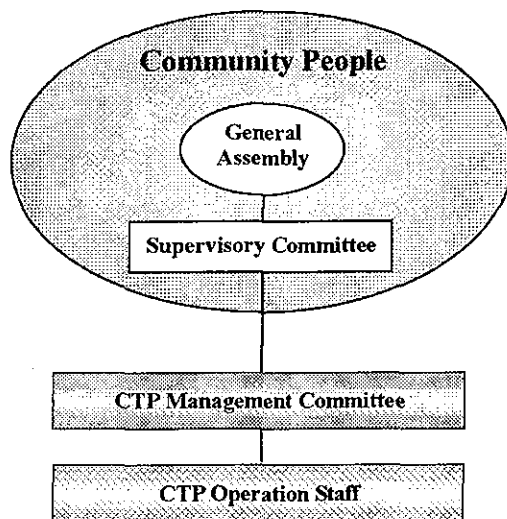 Community People
General
Assembly
Supervisory Committee
CTP Management Committee
CTP Operation Staff